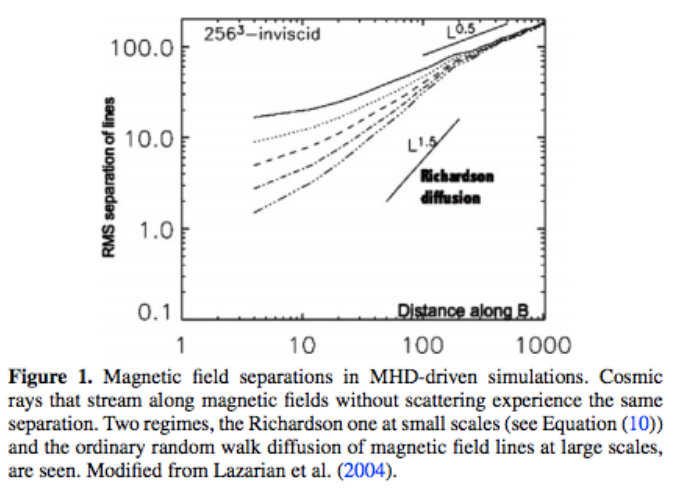 256³-inviscid
L^0.5
100.0
10.0
1.0
0.1
RMS separation of lines
L^1.5
Richardson
diffusion
Distance along B
1 10 100 1000
Figure 1. Magnetic field separations in MHD-driven simulations. Cosmic
rays that stream along magnetic fields without scattering experience the same
separation. Two regimes, the Richardson one at small scales (see Equation (10))
and the ordinary random walk diffusion of magnetic field lines at large scales,
are seen. Modified from Lazarian et al. (2004).